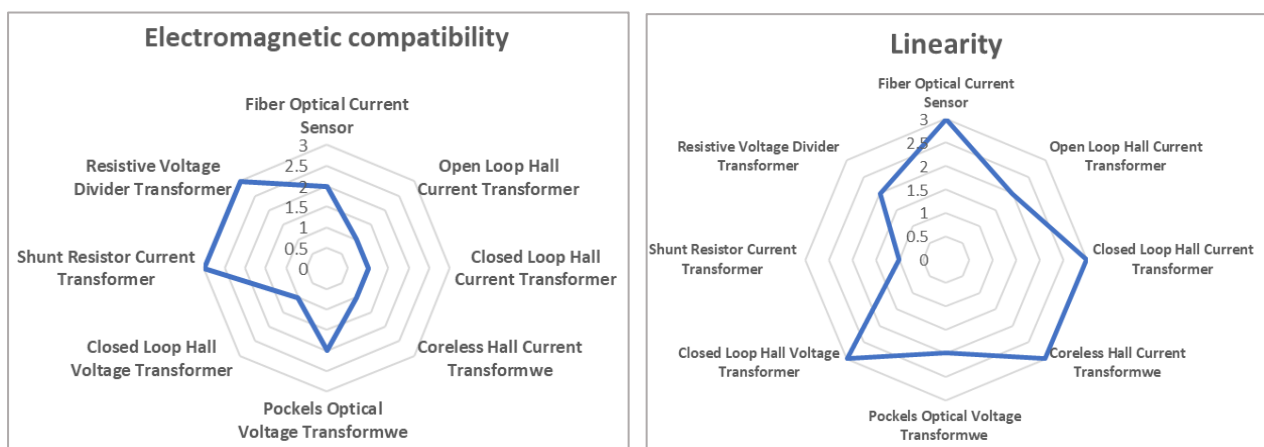 Electromagnetic compatibility
Fiber Optical Current
Sensor
3
2.5
2
1.5
1
0.5
0
Open Loop Hall
Current Transformer
Closed Loop Hall
Current Transformer
Coreless Hall Current
Transformwe
Pockels Optical
Voltage Transformwe
Closed Loop Hall
Voltage Transformer
Shunt Resistor Current
Transformer
Resistive Voltage
Divider Transformer
Linearity
Fiber Optical Current
Sensor
3
2.5
2
1.5
1
0.5
0
Open Loop Hall Current
Transformer
Closed Loop Hall Current
Transformer
Coreless Hall Current
Transformwe
Pockels Optical Voltage
Transformwe
Closed Loop Hall Voltage
Transformer
Shunt Resistor Current
Transformer
Resistive Voltage Divider
Transformer